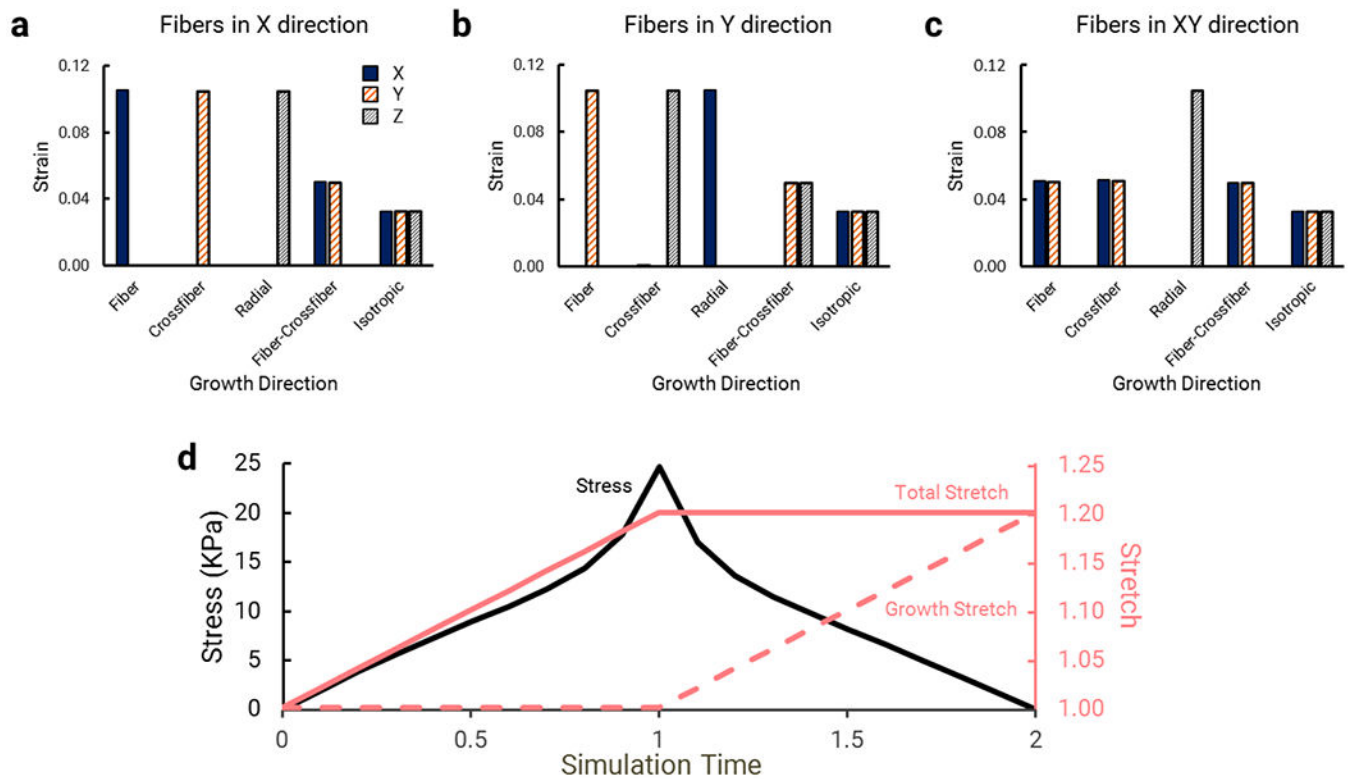 a
Fibers in X direction
0.12
0.08
0.04
0.00
Strain
X
Y
Z
Fiber
Crossfiber
Radial
Fiber-Crossfiber
Isotropic
Growth Direction
b
Fibers in Y direction
0.12
0.08
0.04
0.00
Strain
Fiber
Crossfiber
Radial
Fiber-Crossfiber
Isotropic
Growth Direction
c
Fibers in XY direction
0.12
0.08
0.04
0.00
Strain
Fiber
Crossfiber
Radial
Fiber-Crossfiber
Isotropic
Growth Direction
d
25
20
15
10
5
0
Stress (KPa)
Stress
Total Stretch
Growth Stretch
1.25
1.20
1.15
1.10
1.05
1.00
Stretch
0
0.5
1
1.5
2
Simulation Time